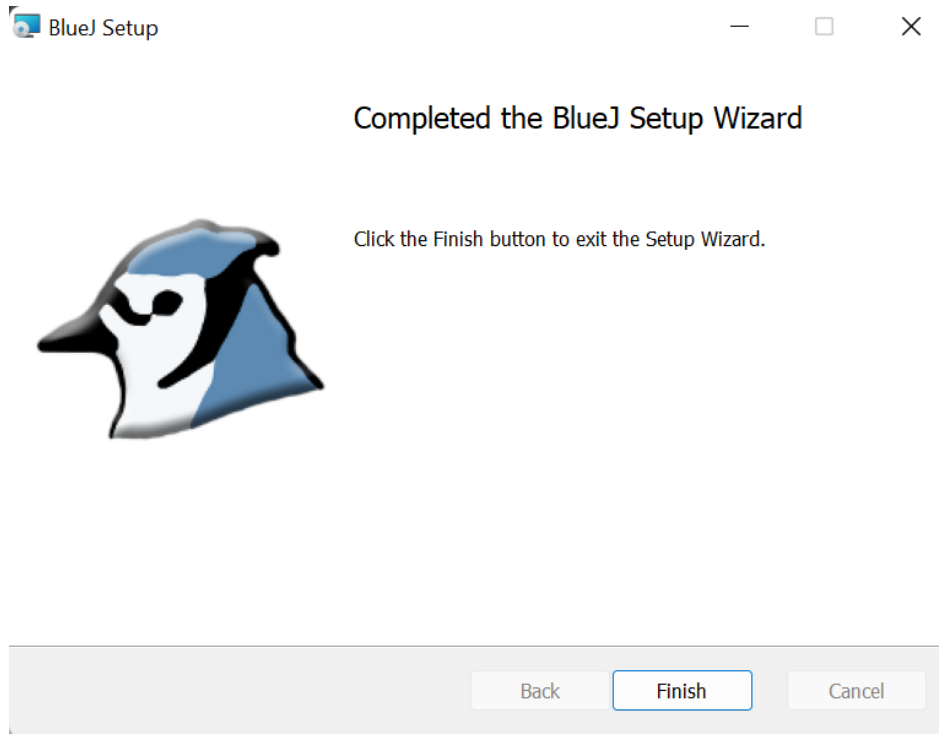 BlueJ Setup
Completed the BlueJ Setup Wizard
Click the Finish button to exit the Setup Wizard.
Back
Finish
Cancel